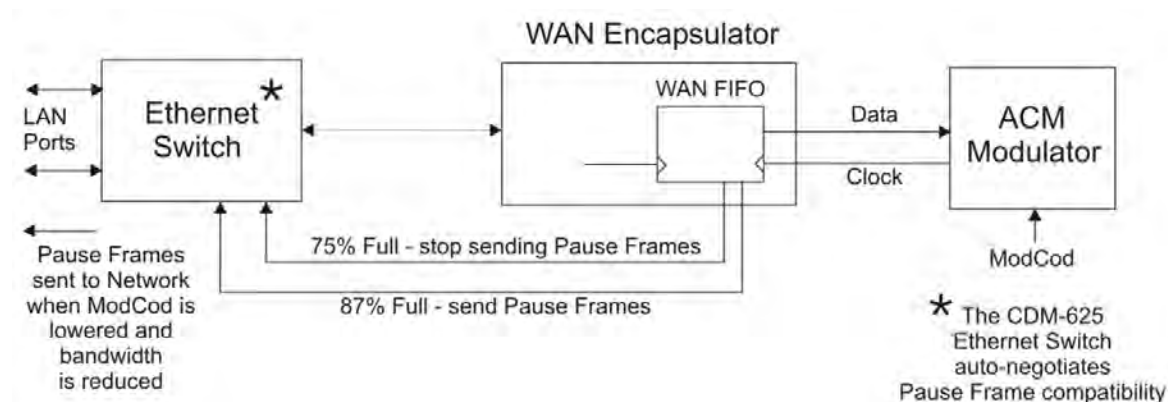 WAN Encapsulator
WAN FIFO
LAN
Ports
Ethernet
Switch
*
Data
Clock
ACM
Modulator
75% Full - stop sending Pause Frames
87% Full - send Pause Frames
ModCod
Pause Frames
sent to Network
when ModCod is
lowered and
bandwidth
is reduced
* The CDM-625
Ethernet Switch
auto-negotiates
Pause Frame compatibility